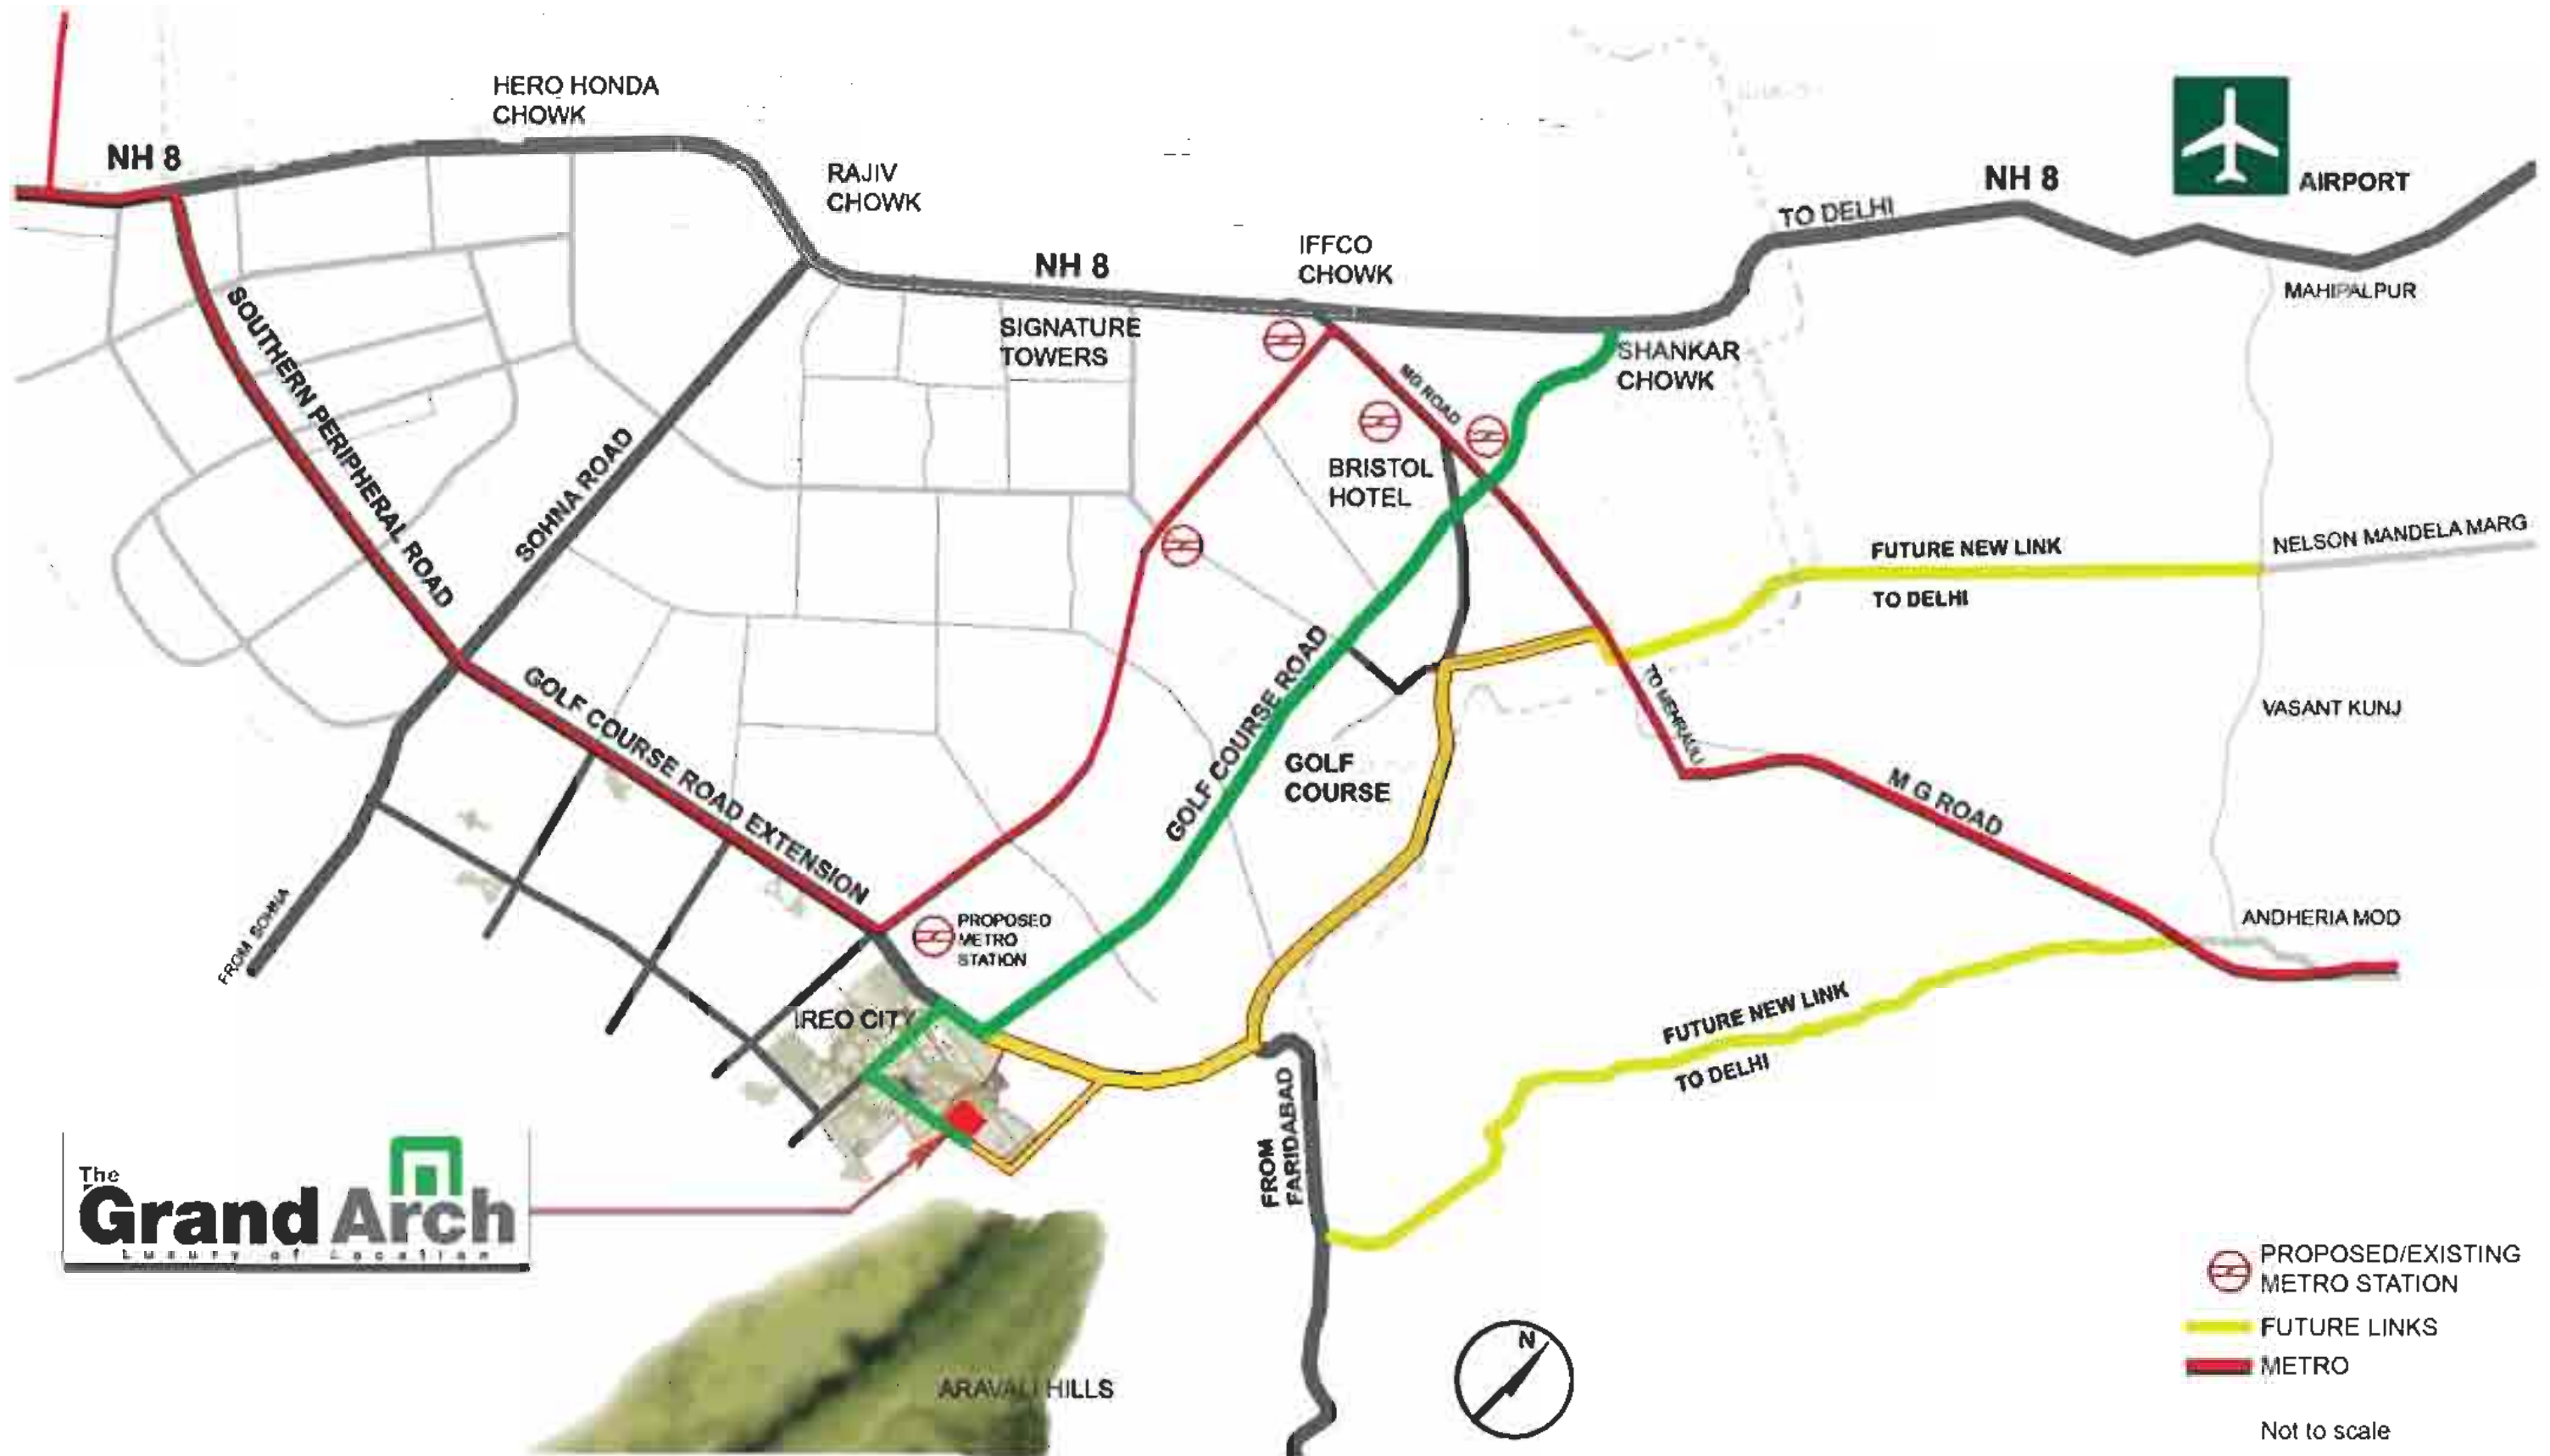 HERO HONDA
CHOWK
NH 8
RAJIV
CHOWK
AIRPORT
NH 8
TO DELHI
IFFCO
CHOWK
NH 8
MAHIPALPUR
SIGNATURE
TOWERS
SHANKAR
CHOWK
MG ROAD
SOUTHERN PERIPHERAL ROAD
SOHNA ROAD
BRISTOL
HOTEL
NELSON MANDELA MARG
FUTURE NEW LINK
TO DELHI
TO MEHRAULI
VASANT KUNJ
GOLF COURSE ROAD
GOLF
COURSE
GOLF COURSE ROAD EXTENSION
M G ROAD
FROM SOHNA
PROPOSED
METRO
STATION
ANDHERIA MOD
IREO CITY
FUTURE NEW LINK
TO DELHI
FROM
FARIDABAD
The
Grand Arch
Luxury of Location
ARAVALI HILLS
N
PROPOSED/EXISTING
METRO STATION
FUTURE LINKS
METRO
Not to scale